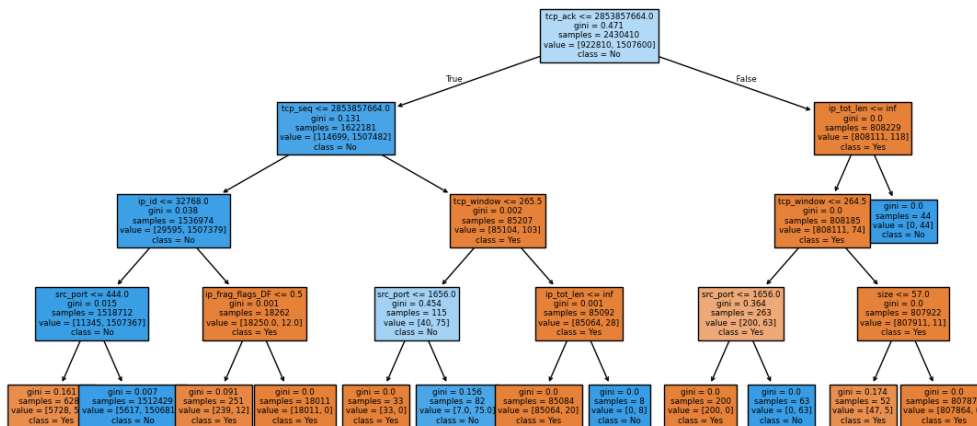 tcp_ack <= 2853857664.0
gini = 0.471
samples = 2430410
value = [922810, 1507600]
class = No
True
False
tcp_seq <= 2853857664.0
gini = 0.131
samples = 1622181
value = [114699, 1507482]
class = No
ip_tot_len <= inf
gini = 0.0
samples = 808229
value = [808111, 118]
class = Yes
ip_id <= 32768.0
gini = 0.038
samples = 1536974
value = [29595, 1507379]
class = No
tcp_window <= 265.5
gini = 0.002
samples = 85207
value = [85104, 103]
class = Yes
tcp_window <= 264.5
gini = 0.0
samples = 808185
value = [808111, 74]
class = Yes
gini = 0.0
samples = 44
value = [0, 44]
class = No
src_port <= 444.0
gini = 0.015
samples = 1518712
value = [11345, 1507367]
class = No
ip_frag_flags_DF <= 0.5
gini = 0.001
samples = 18262
value = [18250.0, 12.0]
class = Yes
src_port <= 1656.0
gini = 0.454
samples = 115
value = [40, 75]
class = No
ip_tot_len <= inf
gini = 0.001
samples = 85092
value = [85064, 28]
class = Yes
src_port <= 1656.0
gini = 0.364
samples = 263
value = [200, 63]
class = Yes
size <= 57.0
gini = 0.0
samples = 807922
value = [807911, 11]
class = Yes
gini = 0.161
samples = 628
value = [5728, 5
class = Yes
gini = 0.007
samples = 1512429
value = [5617, 150681
class = No
gini = 0.091
samples = 251
value = [239, 12]
class = Yes
gini = 0.0
samples = 18011
value = [18011, 0]
class = Yes
gini = 0.0
samples = 33
value = [33, 0]
class = Yes
gini = 0.156
samples = 82
value = [7.0, 75.0]
class = No
gini = 0.0
samples = 85084
value = [85064, 20]
class = Yes
gini = 0.0
samples = 8
value = [0, 8]
class = No
gini = 0.0
samples = 200
value = [200, 0]
class = Yes
gini = 0.0
samples = 63
value = [0, 63]
class = No
gini = 0.174
samples = 52
value = [47, 5]
class = Yes
gini = 0.0
samples = 80787
value = [807864,
class = Yes